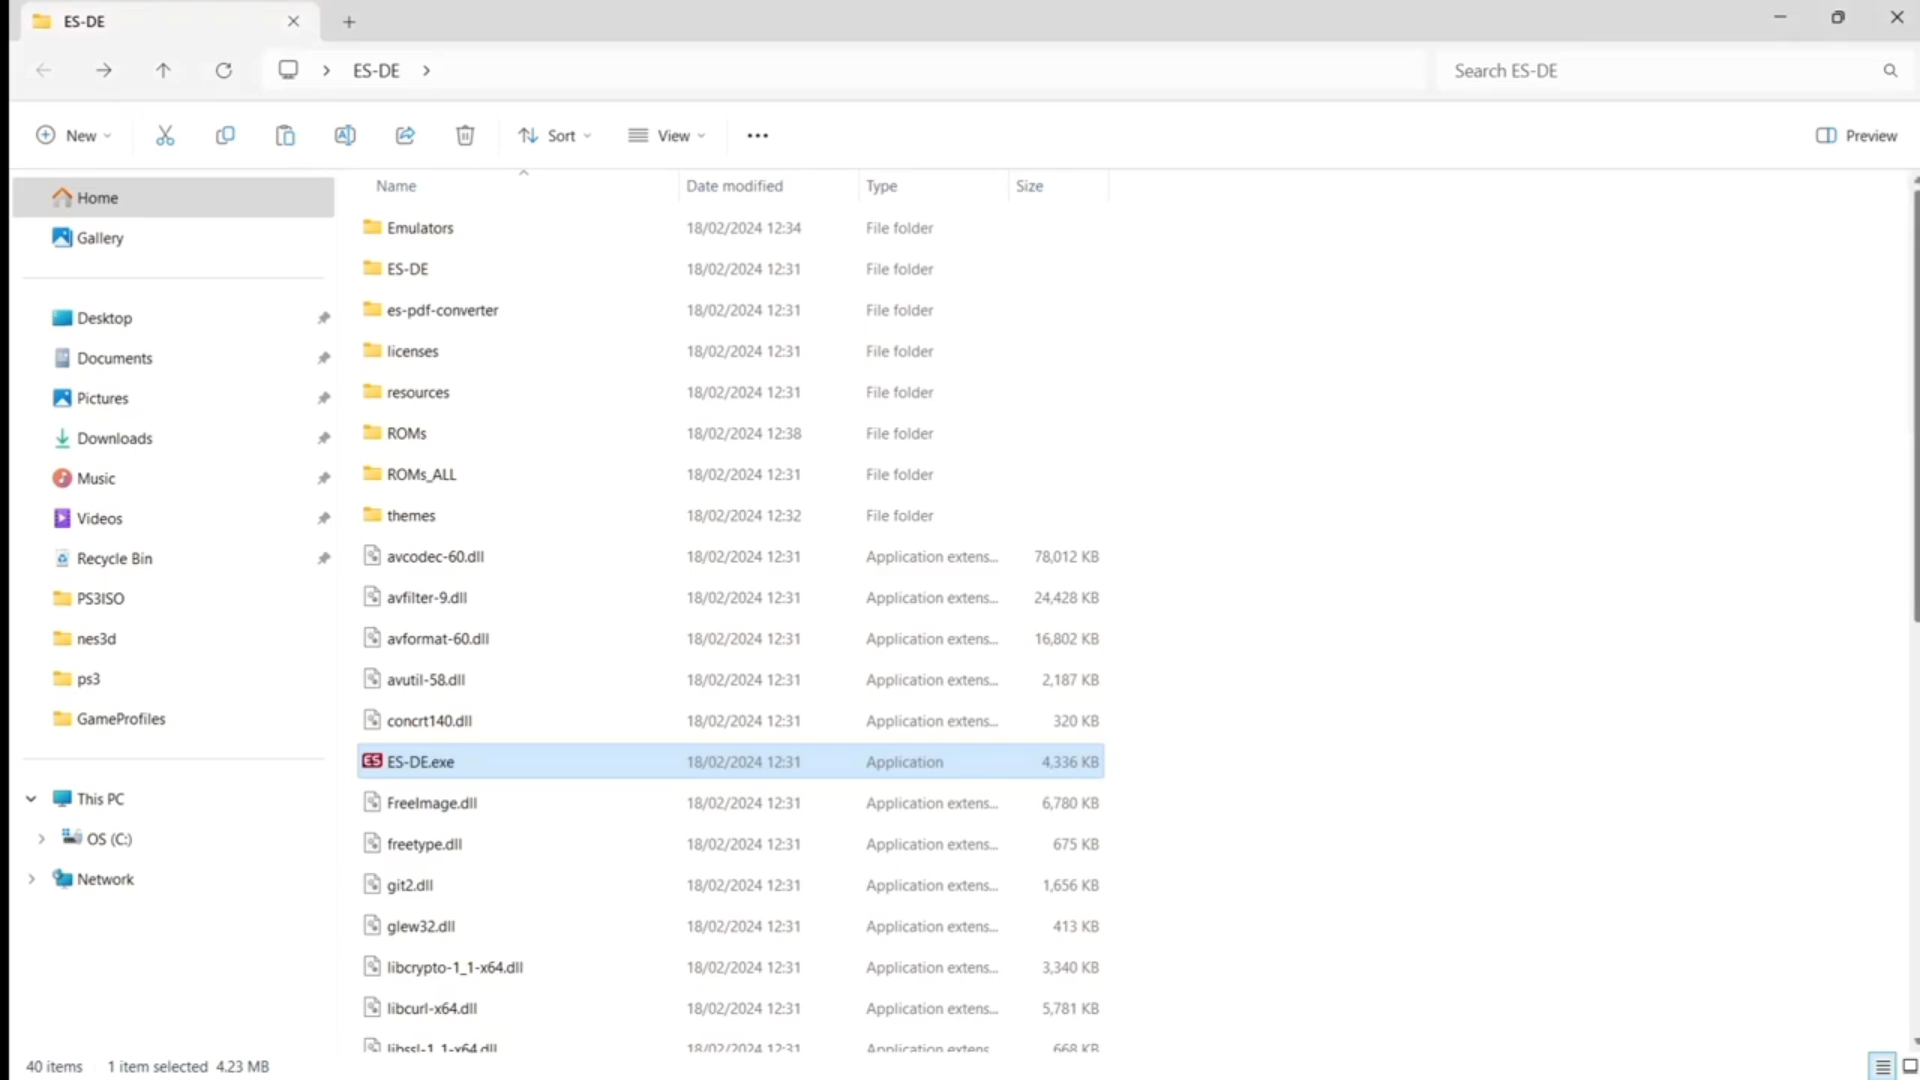 ES-DE
ES-DE
Search ES-DE
New
Sort
View
Preview
Name Date modified Type Size
Home
Gallery
Desktop
Documents
Pictures
Downloads
Music
Videos
Recycle Bin
PS3ISO
nes3d
ps3
GameProfiles
This PC
OS (C:)
Network
Emulators 18/02/2024 12:34 File folder
ES-DE 18/02/2024 12:31 File folder
es-pdf-converter 18/02/2024 12:31 File folder
licenses 18/02/2024 12:31 File folder
resources 18/02/2024 12:31 File folder
ROMs 18/02/2024 12:38 File folder
ROMs_ALL 18/02/2024 12:31 File folder
themes 18/02/2024 12:32 File folder
avcodec-60.dll 18/02/2024 12:31 Application extens... 78,012 KB
avfilter-9.dll 18/02/2024 12:31 Application extens... 24,428 KB
avformat-60.dll 18/02/2024 12:31 Application extens... 16,802 KB
avutil-58.dll 18/02/2024 12:31 Application extens... 2,187 KB
concrt140.dll 18/02/2024 12:31 Application extens... 320 KB
ES ES-DE.exe 18/02/2024 12:31 Application 4,336 KB
FreeImage.dll 18/02/2024 12:31 Application extens... 6,780 KB
freetype.dll 18/02/2024 12:31 Application extens... 675 KB
git2.dll 18/02/2024 12:31 Application extens... 1,656 KB
glew32.dll 18/02/2024 12:31 Application extens... 413 KB
libcrypto-1_1-x64.dll 18/02/2024 12:31 Application extens... 3,340 KB
libcurl-x64.dll 18/02/2024 12:31 Application extens... 5,781 KB
libssl-1_1-x64.dll 18/02/2024 12:31 Application extens... 668 KB
40 items 1 item selected 4.23 MB